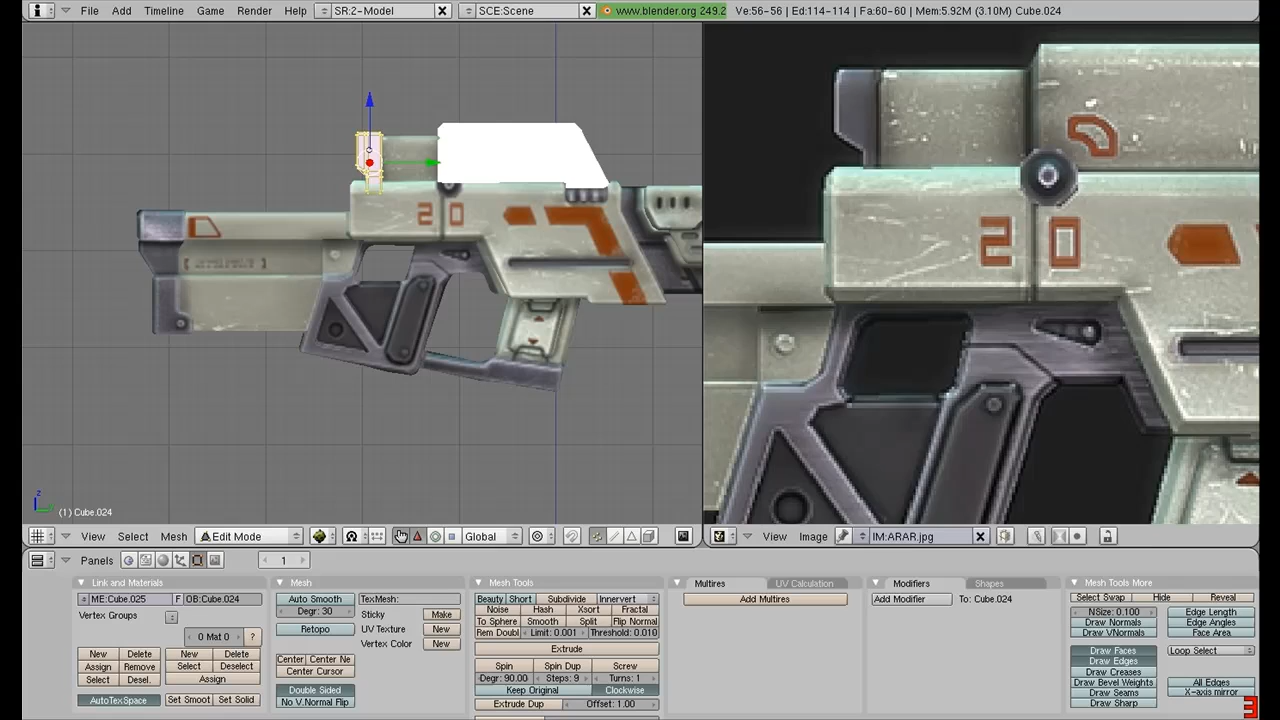 File Add Timeline Game Render Help SR:2-Model SCE:Scene www.blender.org 249.2 Ve:56-56 | Ed:114-114 | Fa:60-60 | Mem:5.92M (3.10M) Cube.024
2 0
2 0
z
(1) Cube.024
View Select Mesh Edit Mode Global
View Image IM:ARAR.jpg
Panels 1
Link and Materials
ME:Cube.025 F OB:Cube.024
Vertex Groups
0 Mat 0 ?
New Delete New Delete
Assign Remove Select Deselect
Select Desel. Assign
AutoTexSpace Set Smoot Set Solid
Mesh
Auto Smooth TexMesh:
Degr: 30 Sticky Make
Retopo UV Texture New
Vertex Color New
Center Center Ne
Center Cursor
Double Sided
No V.Normal Flip
Mesh Tools
Beauty Short Subdivide Innervert
Noise Hash Xsort Fractal
To Sphere Smooth Split Flip Normal
Rem Doubl Limit: 0.001 Threshold: 0.010
Extrude
Spin Spin Dup Screw
Degr: 90.00 Steps: 9 Turns: 1
Keep Original Clockwise
Extrude Dup Offset: 1.00
Multires UV Calculation
Add Multires
Modifiers Shapes
Add Modifier To: Cube.024
Mesh Tools More
Select Swap Hide Reveal
NSize: 0.100 Edge Length
Draw Normals Edge Angles
Draw VNormals Face Area
Draw Faces Loop Select
Draw Edges
Draw Creases
Draw Bevel Weights All Edges
Draw Seams X-axis mirror
Draw Sharp
3